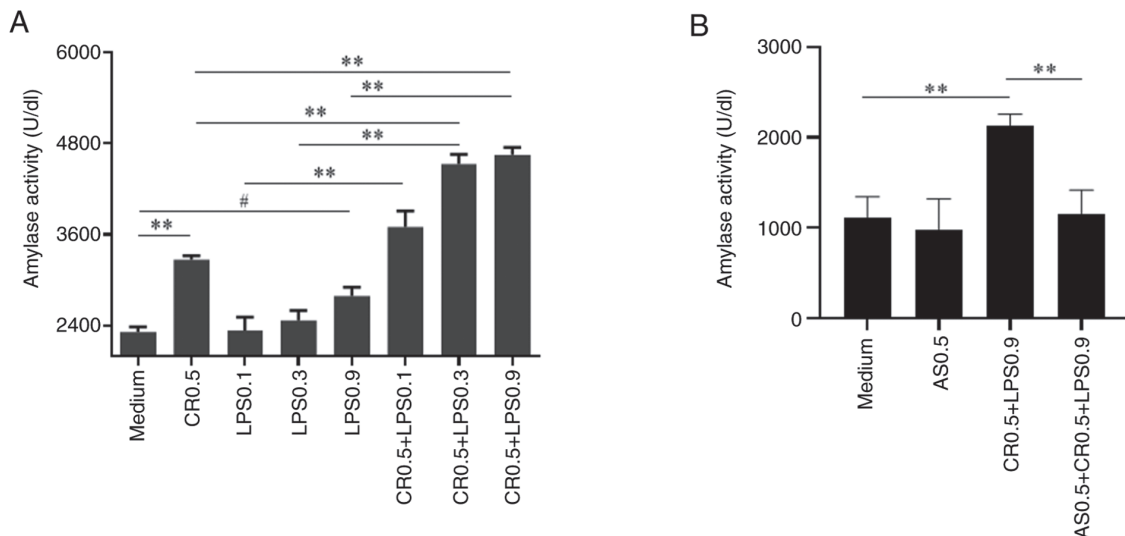 A
Amylase activity (U/dl)
6000
4800
3600
2400
**
**
**
**
**
#
**
Medium
CR0.5
LPS0.1
LPS0.3
LPS0.9
CR0.5+LPS0.1
CR0.5+LPS0.3
CR0.5+LPS0.9
B
Amylase activity (U/dl)
3000
2000
1000
0
**
**
Medium
AS0.5
CR0.5+LPS0.9
AS0.5+CR0.5+LPS0.9